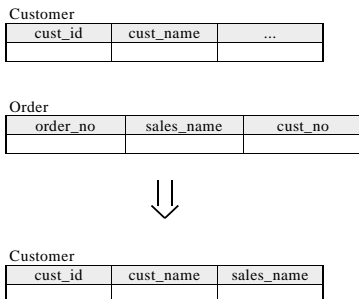 Customer
cust_id cust_name ...
Order
order_no sales_name cust_no
Customer
cust_id cust_name sales_name